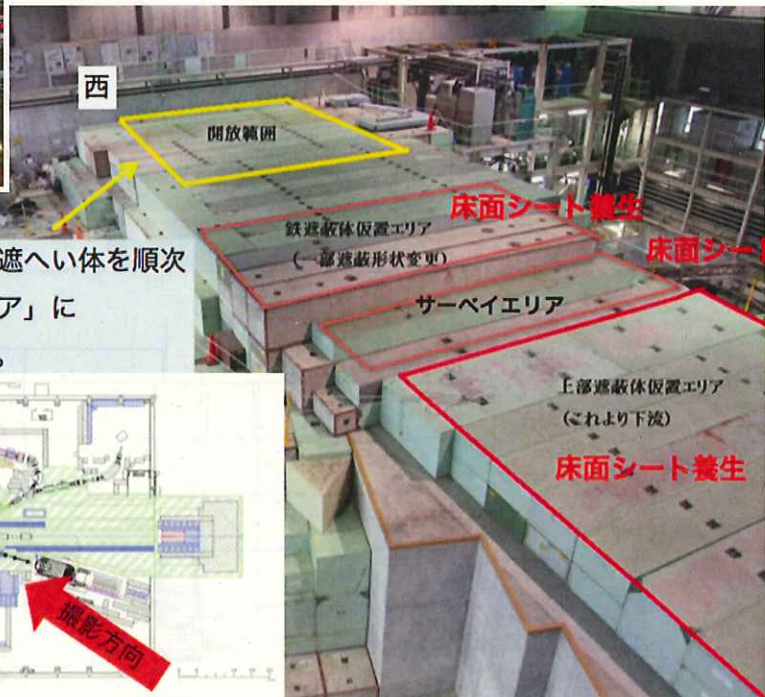 西
開放範囲
床面シート養生
鉄遮蔽体仮置エリア
(一部遮蔽形状変更)
床面シート
遮へい体を順次
ア」に
サーベイエリア
上部遮蔽体仮置エリア
(これより下流)
床面シート養生
撮影方向